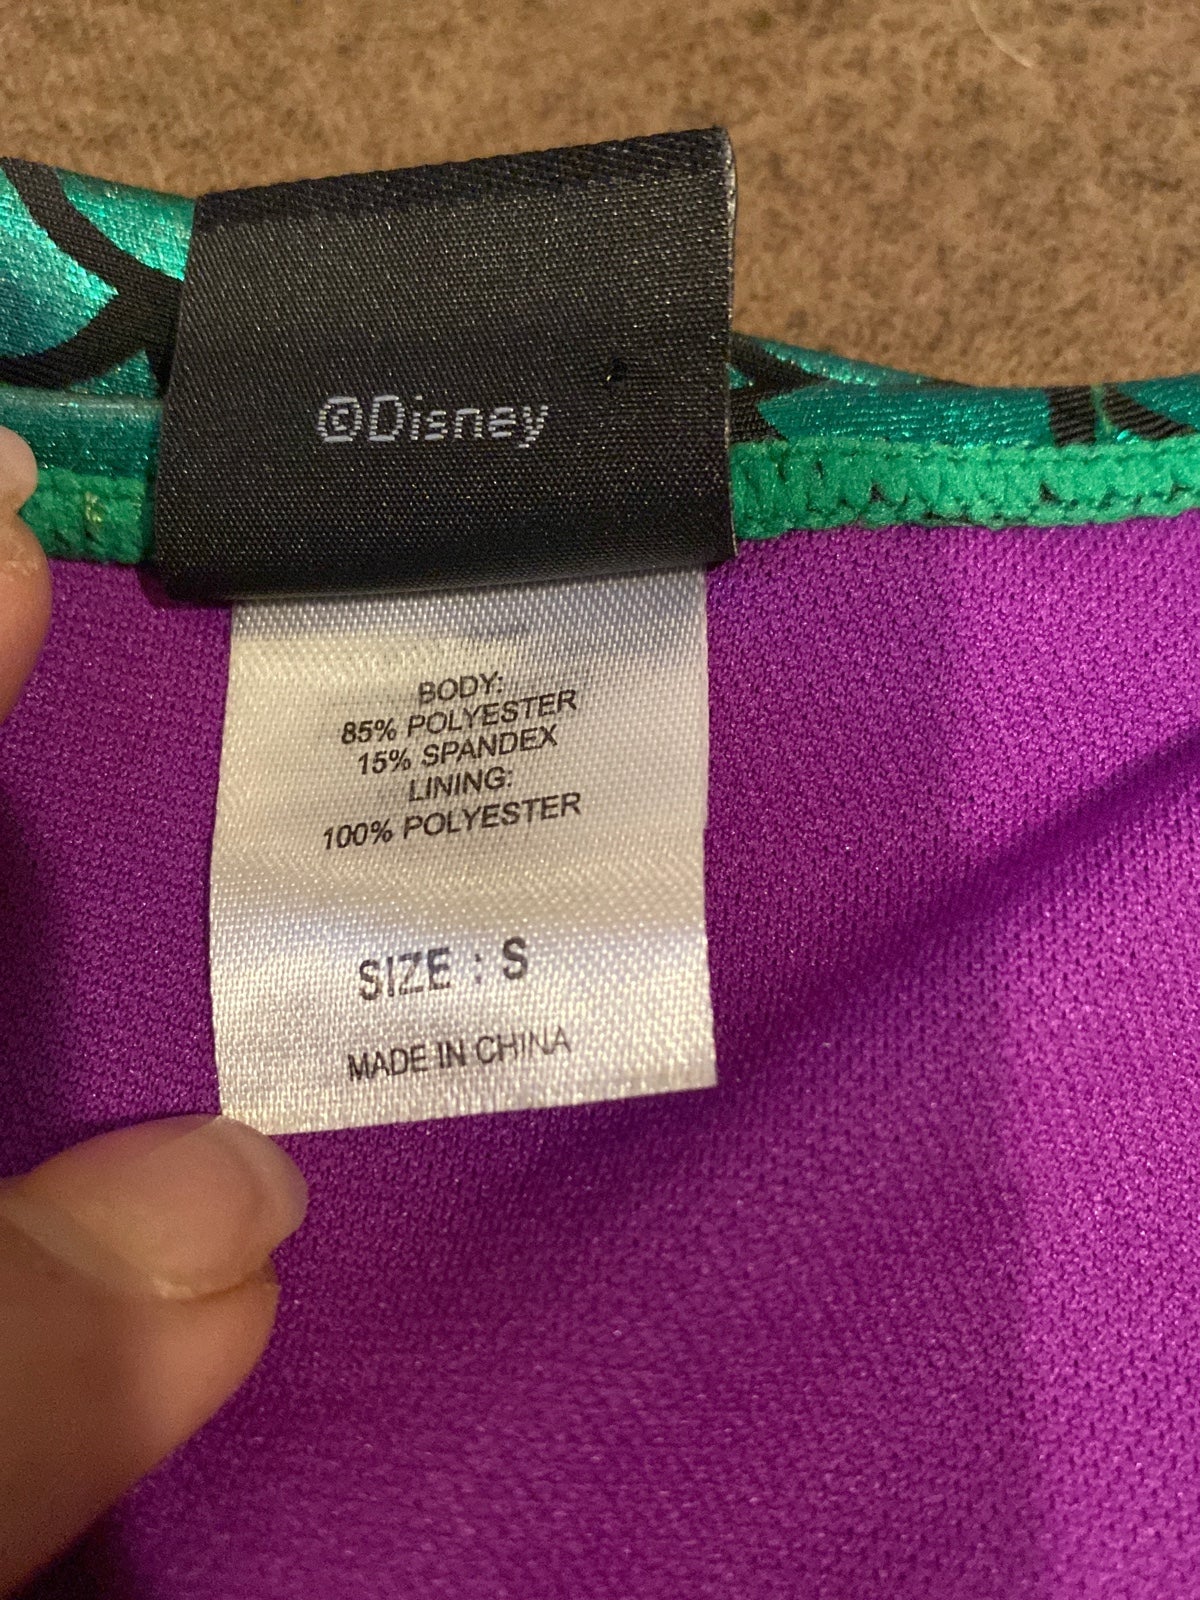 ©Disney
BODY:
85% POLYESTER
15% SPANDEX
LINING:
100% POLYESTER
SIZE : S
MADE IN CHINA